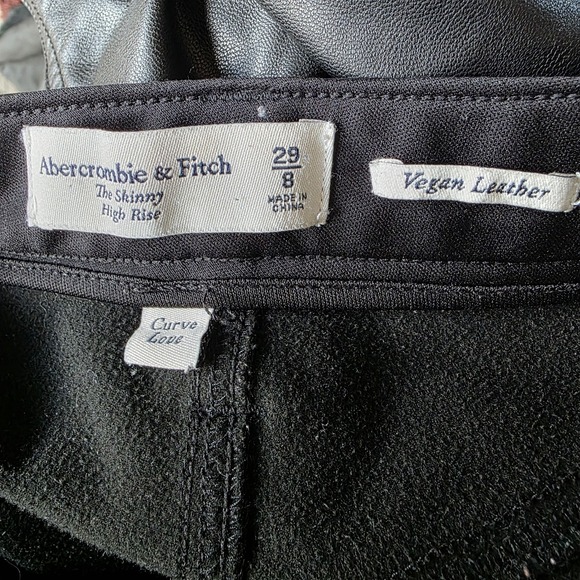 Abercrombie & Fitch
The Skinny
High Rise
29
8
MADE IN
CHINA
Vegan Leather
Curve
Love